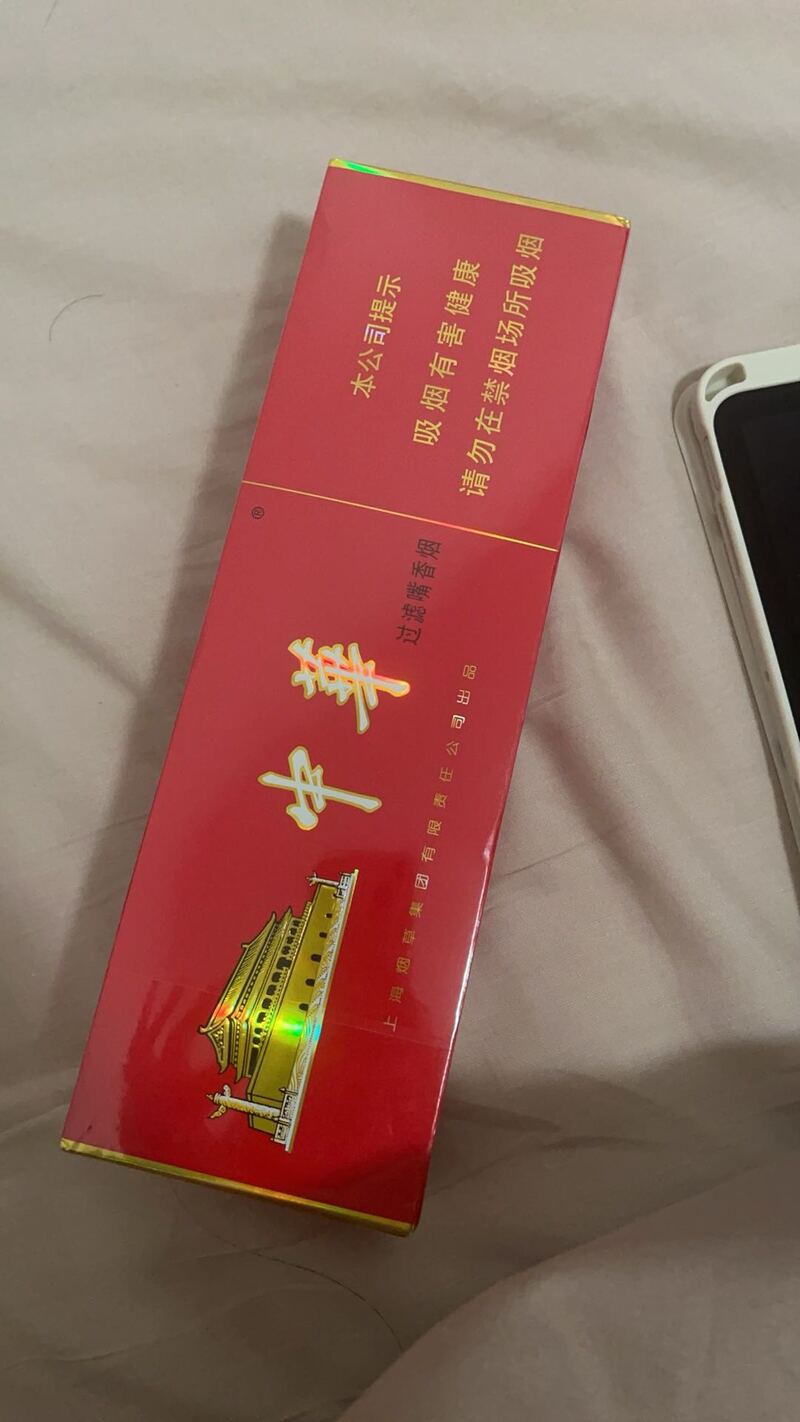 中華
®
过滤嘴香烟
上海烟草集团有限责任公司出品
本公司提示
吸烟有害健康
请勿在禁烟场所吸烟